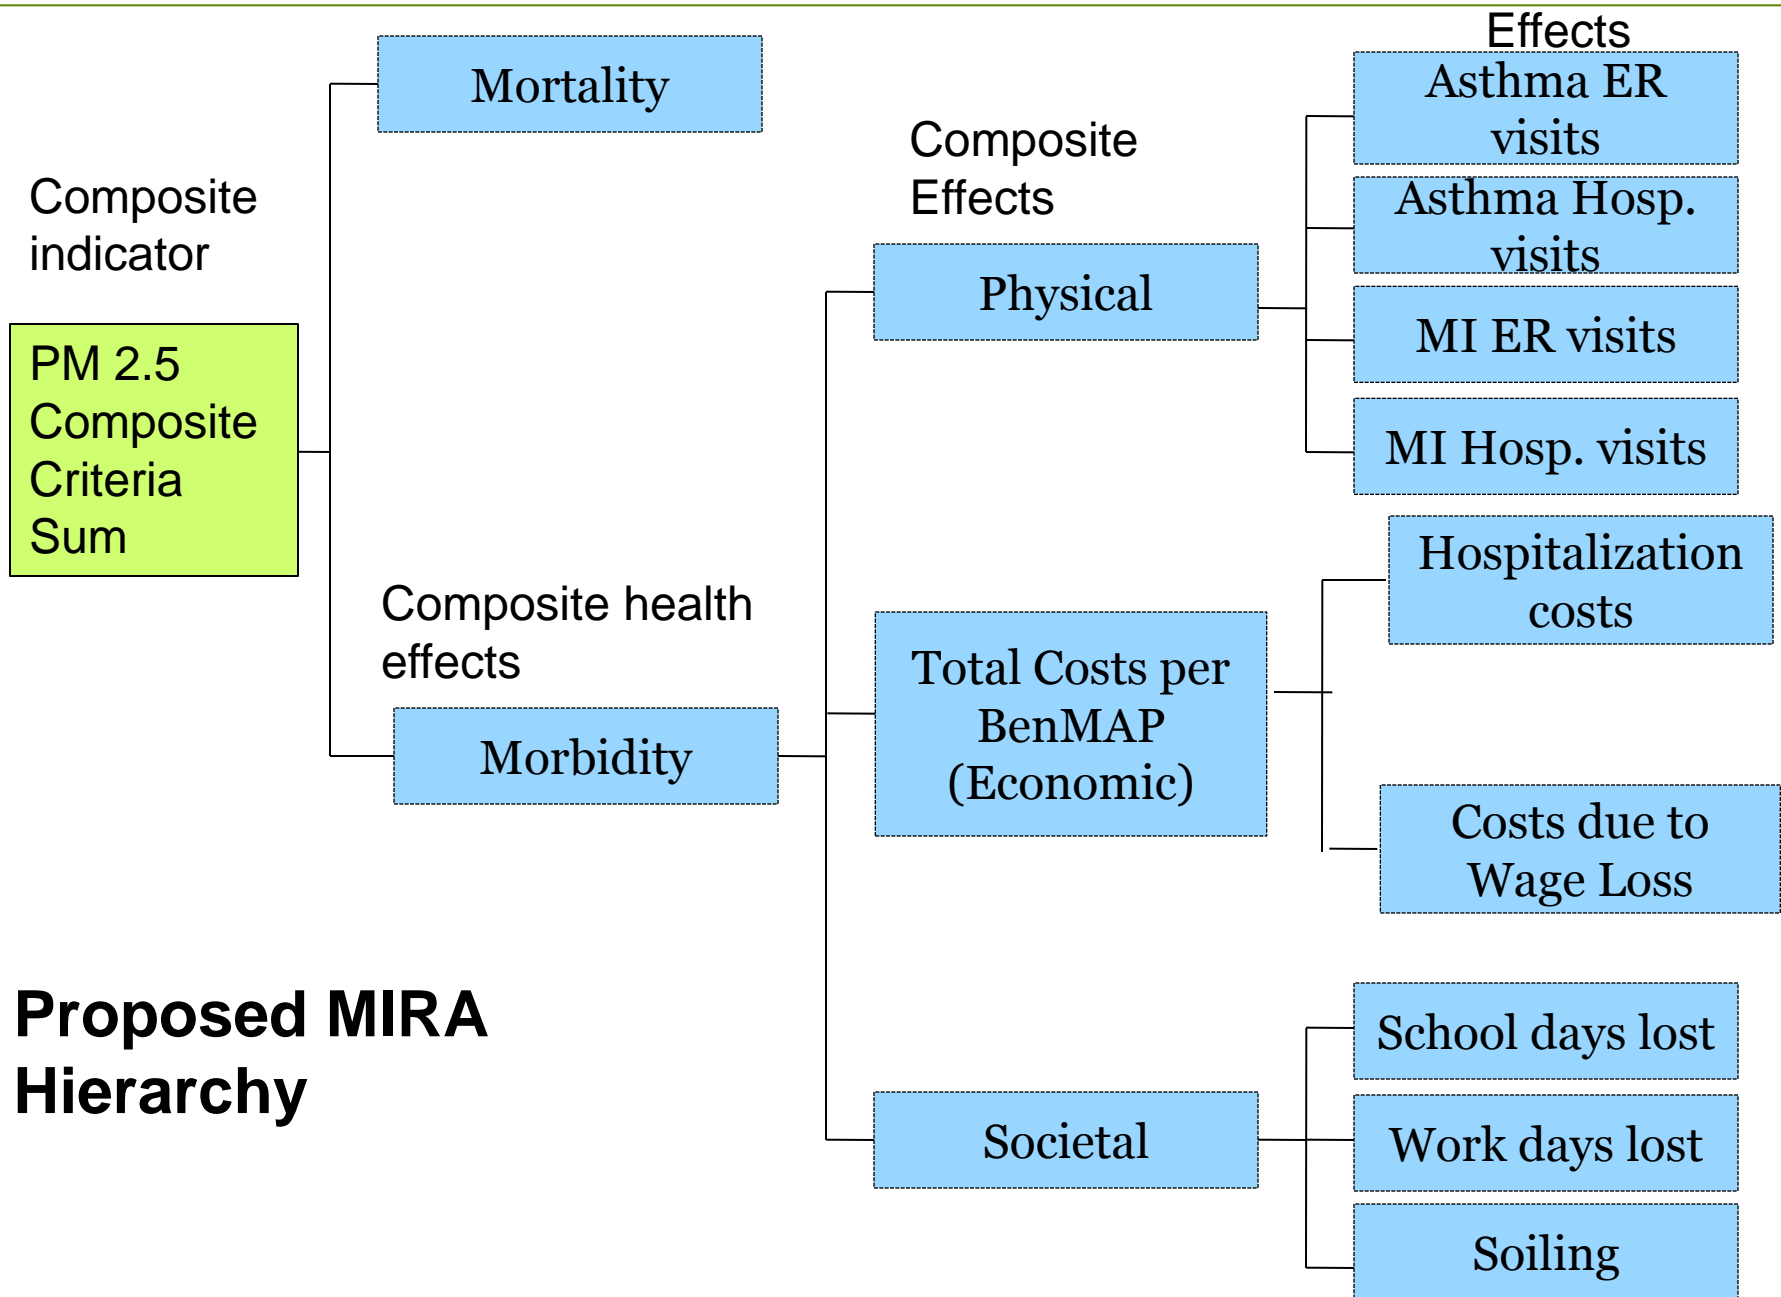 Effects
Mortality
Asthma ER
visits
Composite
Effects
Composite
indicator
Asthma Hosp.
visits
Physical
MI ER visits
PM 2.5
Composite
Criteria
Sum
MI Hosp. visits
Hospitalization
costs
Composite health
effects
Total Costs per
BenMAP
(Economic)
Morbidity
Costs due to
Wage Loss
Proposed MIRA
Hierarchy
School days lost
Societal
Work days lost
Soiling